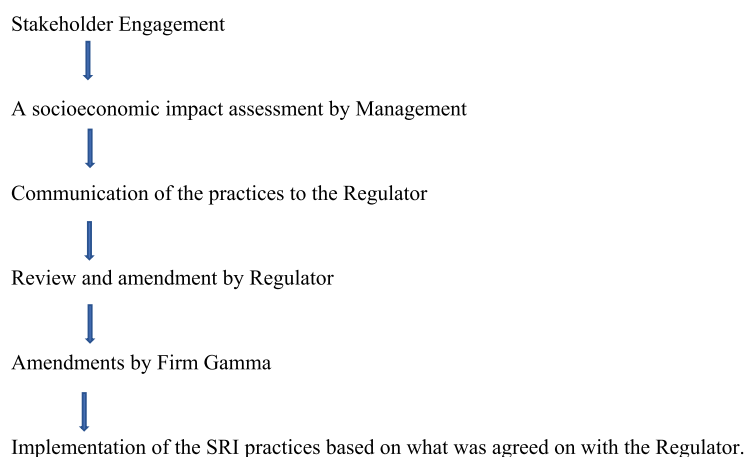 Stakeholder Engagement
A socioeconomic impact assessment by Management
Communication of the practices to the Regulator
Review and amendment by Regulator
Amendments by Firm Gamma
Implementation of the SRI practices based on what was agreed on with the Regulator.